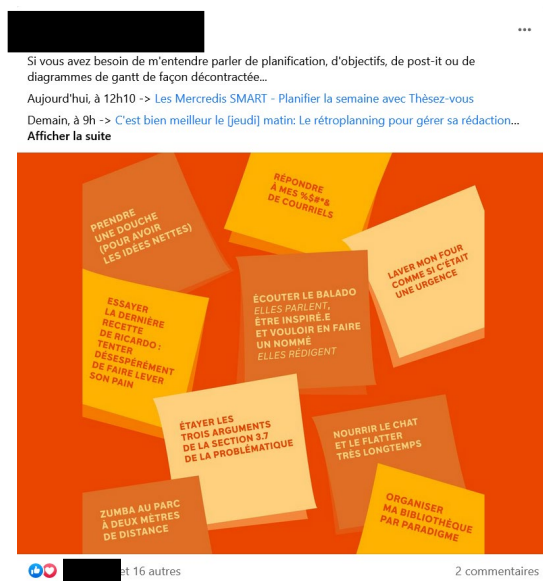 Si vous avez besoin de m'entendre parler de planification, d'objectifs, de post-it ou de
diagrammes de gantt de façon décontractée...
Aujourd'hui, à 12h10 -> Les Mercredis SMART - Planifier la semaine avec Thèsez-vous
Demain, à 9h -> C'est bien meilleur le [jeudi] matin: Le rétroplanning pour gérer sa rédaction...
Afficher la suite
PRENDRE
UNE DOUCHE
(POUR AVOIR
LES IDÉES NETTES)
RÉPONDRE
À MES %$#*&
DE COURRIELS
LAVER MON FOUR
COMME SI C'ÉTAIT
UNE URGENCE
ESSAYER
LA DERNIÈRE
RECETTE
DE RICARDO :
TENTER
DÉSESPÉRÉMENT
DE FAIRE LEVER
SON PAIN
ÉCOUTER LE BALADO
ELLES PARLENT,
ÊTRE INSPIRÉ.E
ET VOULOIR EN FAIRE
UN NOMMÉ
ELLES RÉDIGENT
ÉTAYER LES
TROIS ARGUMENTS
DE LA SECTION 3.7
DE LA PROBLÉMATIQUE
NOURRIR LE CHAT
ET LE FLATTER
TRÈS LONGTEMPS
ZUMBA AU PARC
À DEUX MÈTRES
DE DISTANCE
ORGANISER
MA BIBLIOTHÈQUE
PAR PARADIGME
et 16 autres
2 commentaires